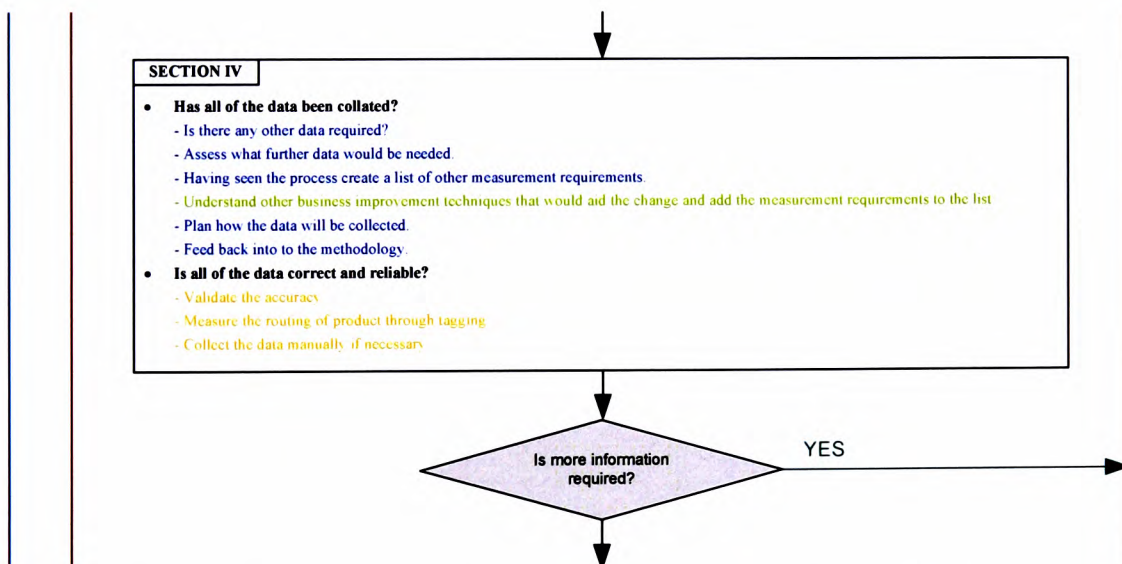 SECTION IV
• Has all of the data been collated?
- Is there any other data required?
- Assess what further data would be needed.
- Having seen the process create a list of other measurement requirements.
- Understand other business improvement techniques that would aid the change and add the measurement requirements to the list
- Plan how the data will be collected.
- Feed back into to the methodology.
• Is all of the data correct and reliable?
- Validate the accuracy
- Measure the routing of product through tagging
- Collect the data manually if necessary
Is more information
required?
YES